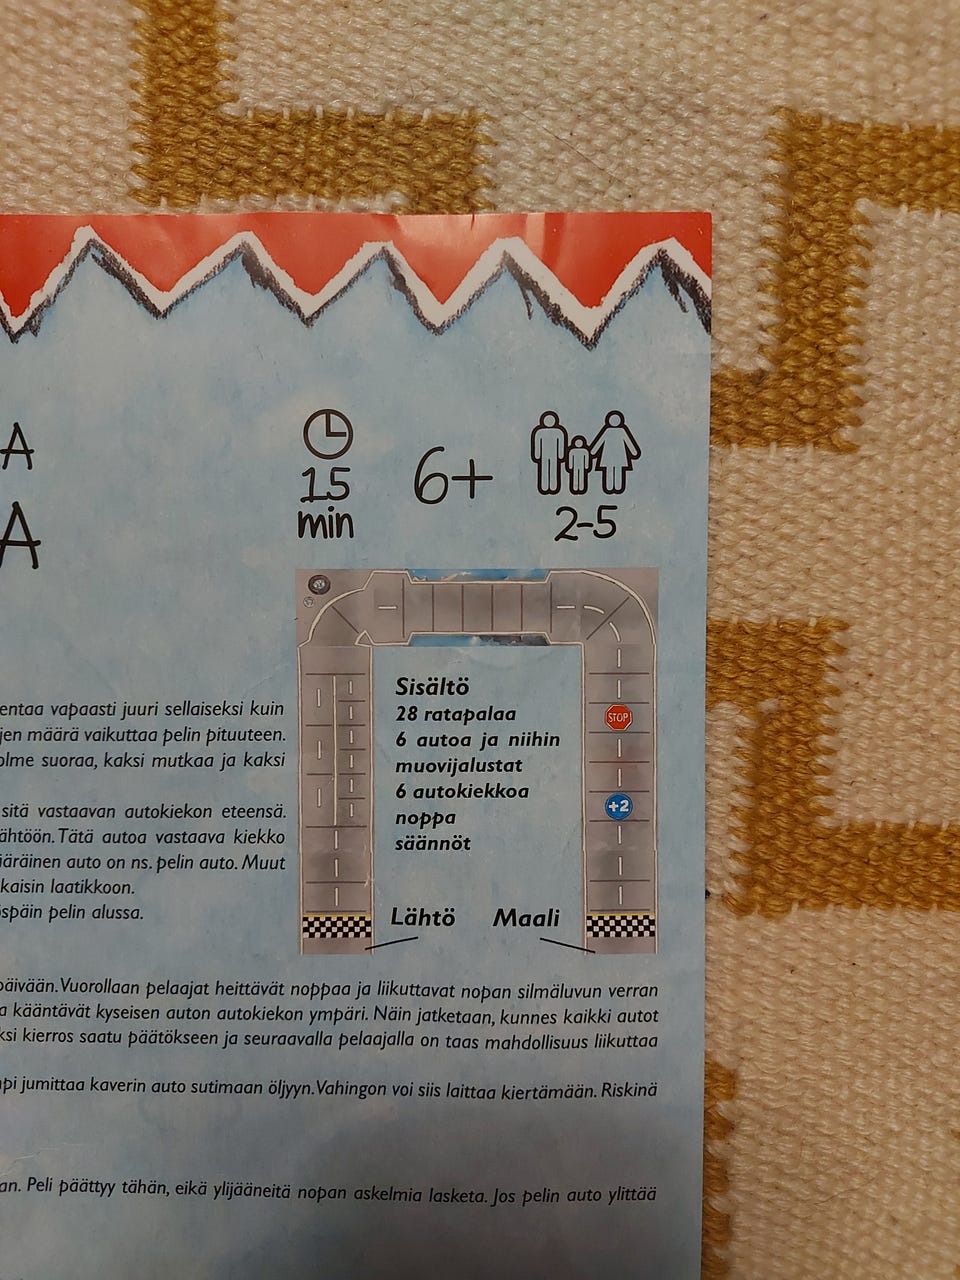 A
A
15
min
6+
2-5
STOP
+2
Sisältö
28 ratapalaa
6 autoa ja niihin
muovijalustat
6 autokiekkoa
noppa
säännöt
Lähtö Maali
entaa vapaasti juuri sellaiseksi kuin
jen määrä vaikuttaa pelin pituuteen.
olme suoraa, kaksi mutkaa ja kaksi
sitä vastaavan autokiekon eteensä.
ähtöön. Tätä autoa vastaava kiekko
ääräinen auto on ns. pelin auto. Muut
kaisin laatikkoon.
öspäin pelin alussa.
päivään. Vuorollaan pelaajat heittävät noppaa ja liikuttavat nopan silmäluvun verran
a kääntävät kyseisen auton autokiekon ympäri. Näin jatketaan, kunnes kaikki autot
ksi kierros saatu päätökseen ja seuraavalla pelaajalla on taas mahdollisuus liikuttaa
pi jumittaa kaverin auto sutimaan öljyyn. Vahingon voi siis laittaa kiertämään. Riskinä
an. Peli päättyy tähän, eikä ylijääneitä nopan askelmia lasketa. Jos pelin auto ylittää